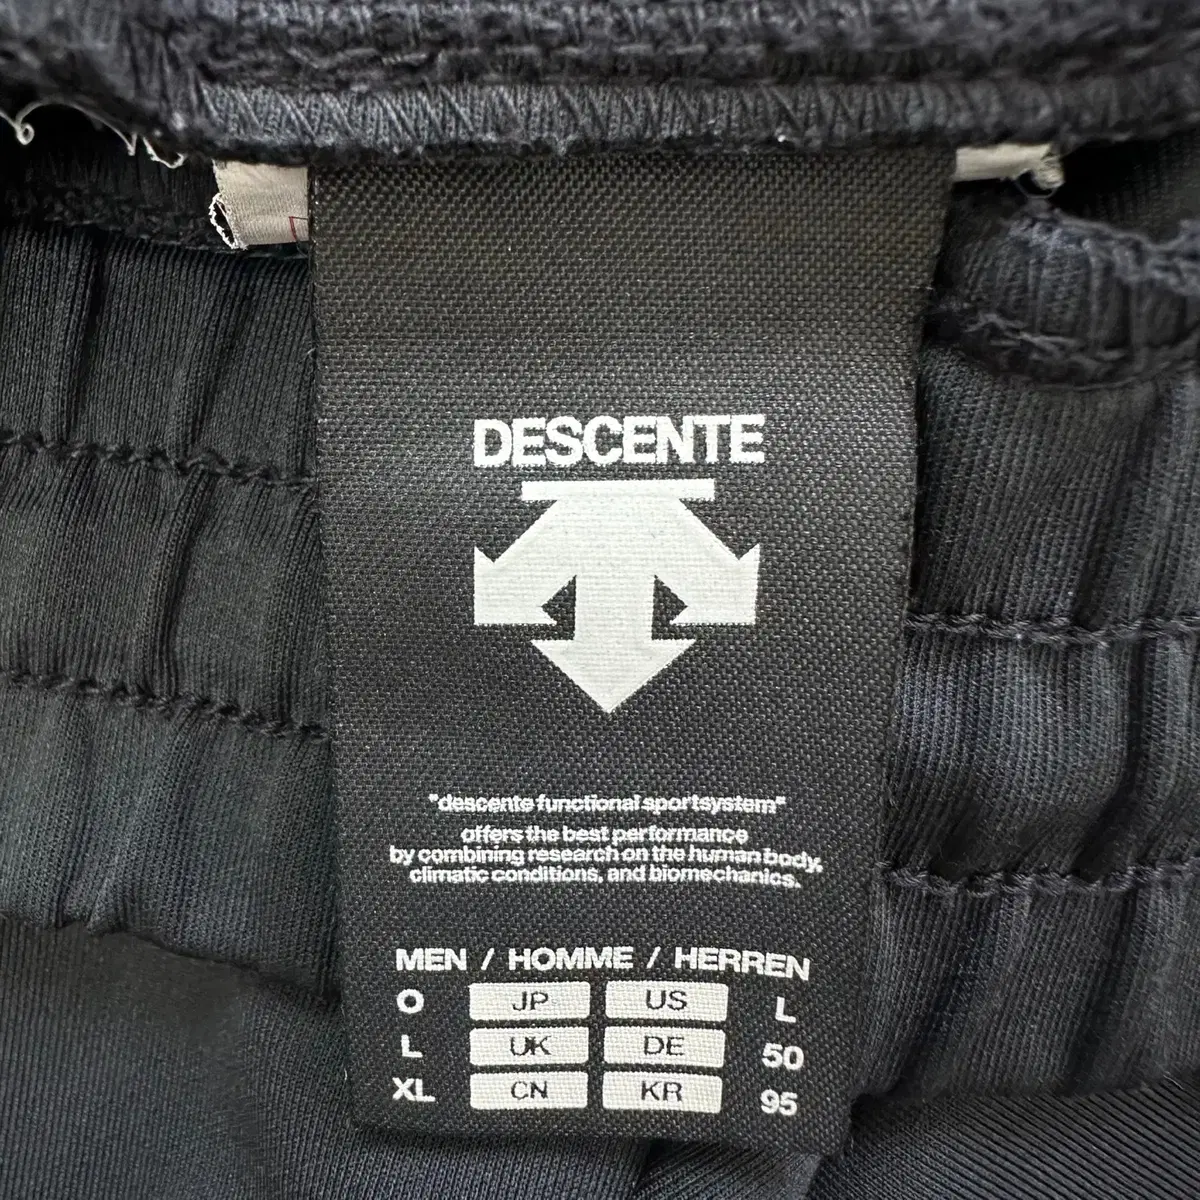 DESCENTE
"descente functional sportsystem"
offers the best performance
by combining research on the human body,
climatic conditions, and biomechanics.
MEN / HOMME / HERREN
O JP US L
L UK DE 50
XL CN KR 95